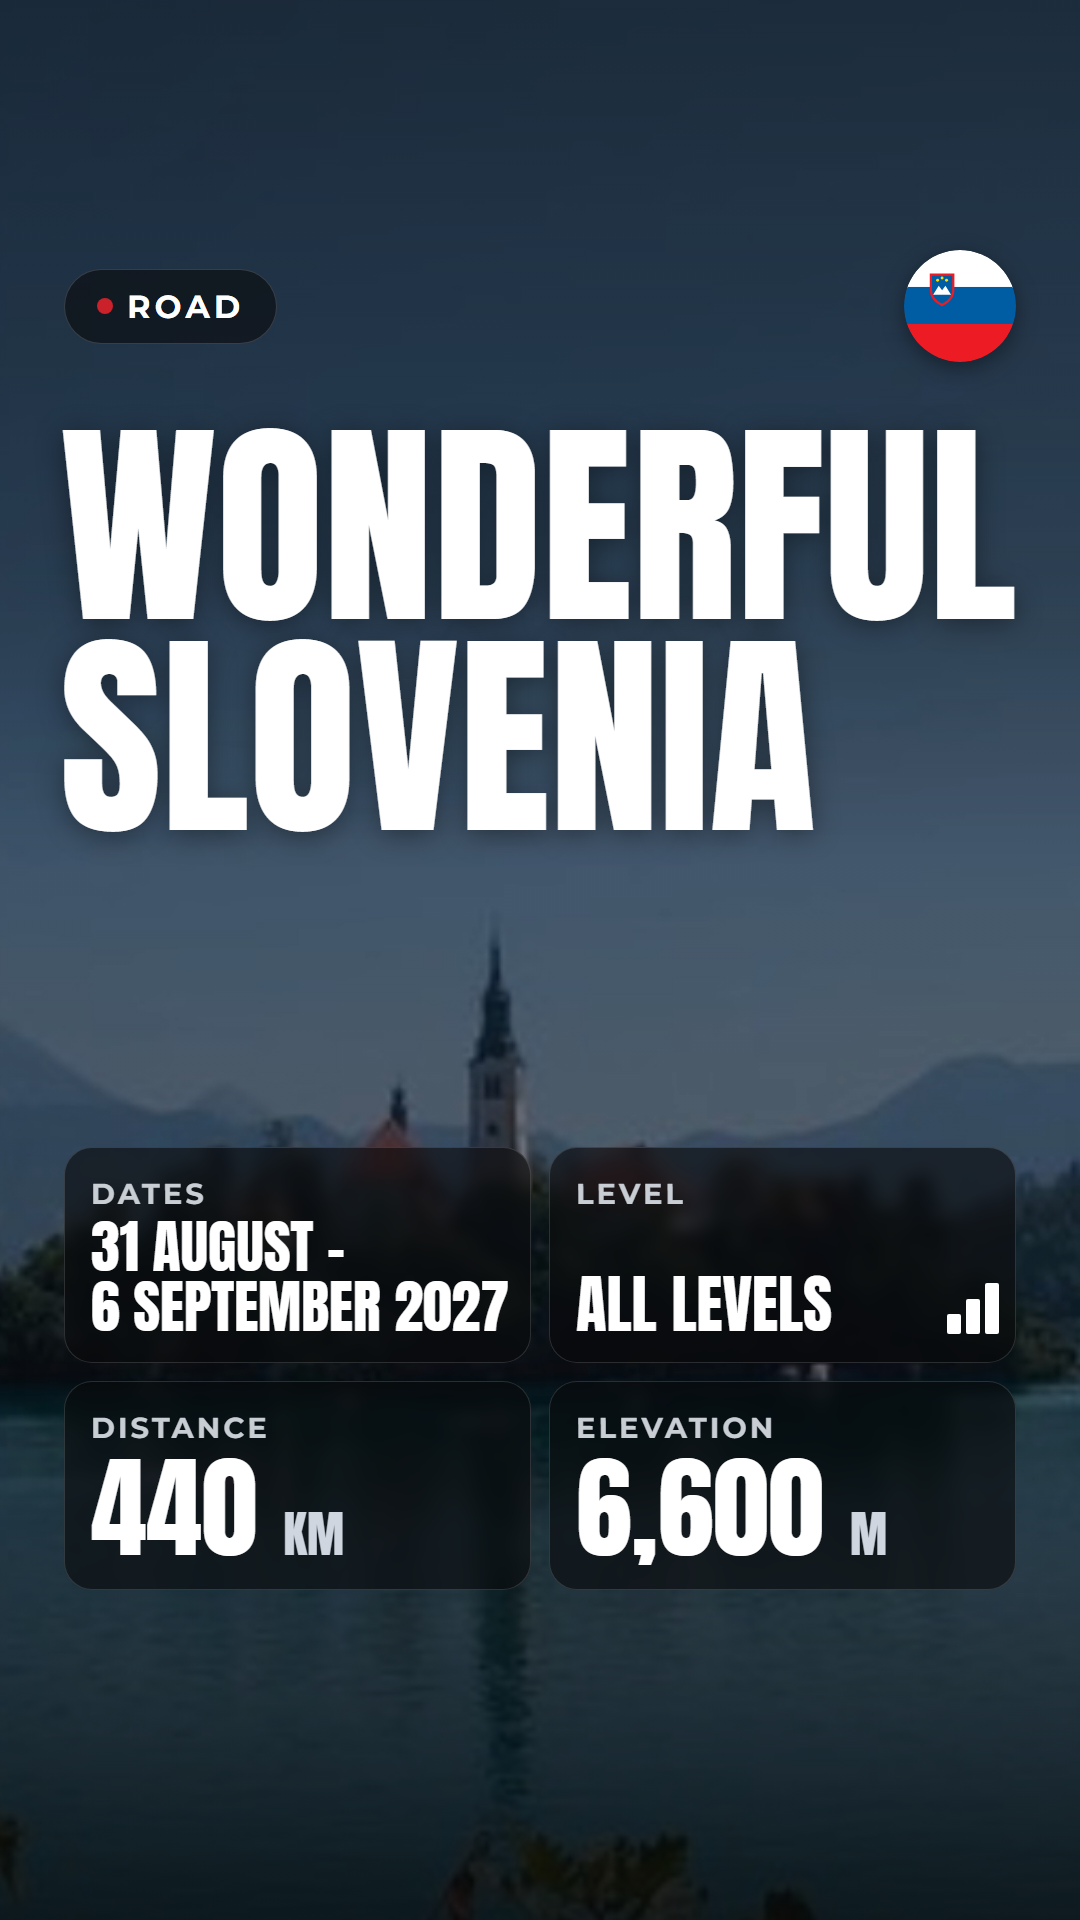 ROAD
WONDERFUL
SLOVENIA
DATES
31 AUGUST -
6 SEPTEMBER 2027
LEVEL
ALL LEVELS
DISTANCE
440 KM
ELEVATION
6,600 M